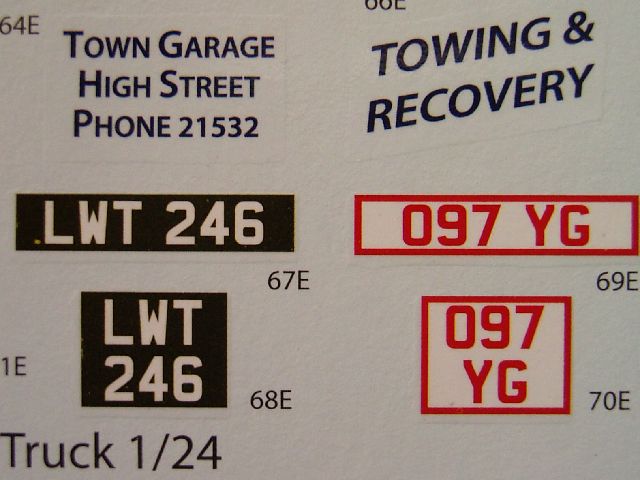 64E
66E
TOWN GARAGE
HIGH STREET
PHONE 21532
TOWING &
RECOVERY
LWT 246
67E
097 YG
69E
LWT
246
68E
097
YG
70E
1E
Truck 1/24